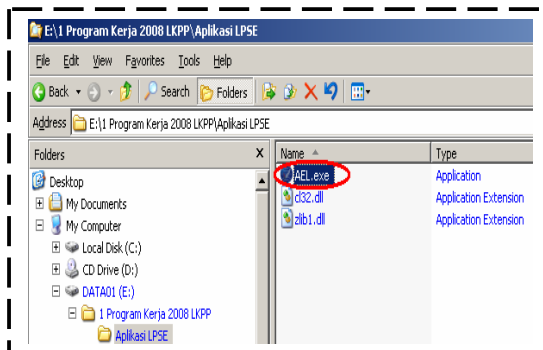 E:\1 Program Kerja 2008 LKPP\Aplikasi LPSE
File Edit View Favorites Tools Help
Back Search Folders
Address E:\1 Program Kerja 2008 LKPP\Aplikasi LPSE
Folders X Name Type
Desktop
My Documents
My Computer
Local Disk (C:)
CD Drive (D:)
DATA01 (E:)
1 Program Kerja 2008 LKPP
Aplikasi LPSE
AEL.exe Application
cl32.dll Application Extension
zlib1.dll Application Extension